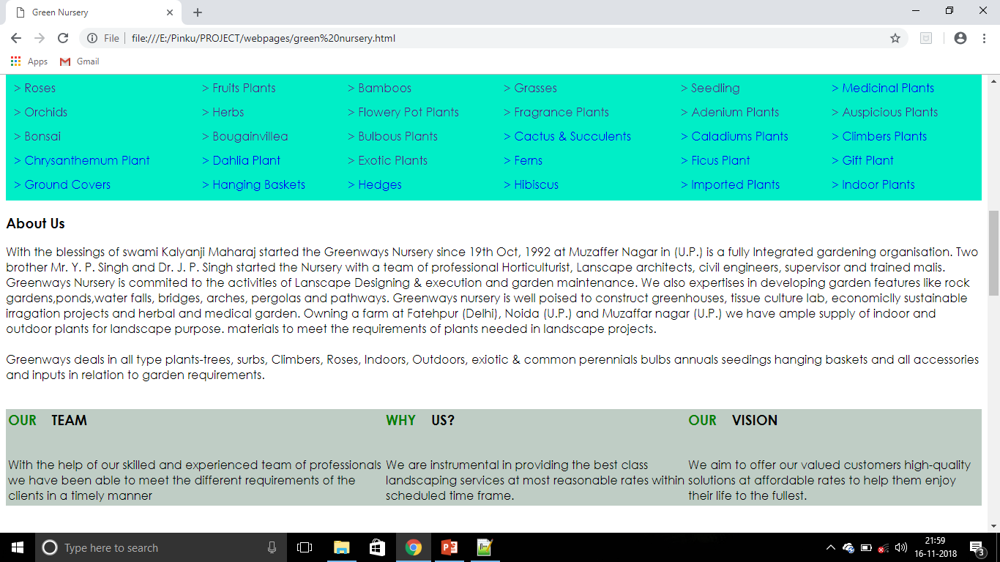 Green Nursery
File
file:///E:/Pinku/PROJECT/webpages/green%20nursery.html
Apps Gmail
> Roses > Fruits Plants > Bamboos > Grasses > Seedling > Medicinal Plants
> Orchids > Herbs > Flowery Pot Plants > Fragrance Plants > Adenium Plants > Auspicious Plants
> Bonsai > Bougainvillea > Bulbous Plants > Cactus & Succulents > Caladiums Plants > Climbers Plants
> Chrysanthemum Plant > Dahlia Plant > Exotic Plants > Ferns > Ficus Plant > Gift Plant
> Ground Covers > Hanging Baskets > Hedges > Hibiscus > Imported Plants > Indoor Plants
About Us
With the blessings of swami Kalyanji Maharaj started the Greenways Nursery since 19th Oct, 1992 at Muzaffer Nagar in (U.P.) is a fully Integrated gardening organisation. Two
brother Mr. Y. P. Singh and Dr. J. P. Singh started the Nursery with a team of professional Horticulturist, Lanscape architects, civil engineers, supervisor and trained malis.
Greenways Nursery is commited to the activities of Lanscape Designing & execution and garden maintenance. We also expertises in developing garden features like rock
gardens,ponds,water falls, bridges, arches, pergolas and pathways. Greenways nursery is well poised to construct greenhouses, tissue culture lab, economiclly sustainable
irragation projects and herbal and medical garden. Owning a farm at Fatehpur (Delhi), Noida (U.P.) and Muzaffar nagar (U.P.) we have ample supply of indoor and
outdoor plants for landscape purpose. materials to meet the requirements of plants needed in landscape projects.
Greenways deals in all type plants-trees, surbs, Climbers, Roses, Indoors, Outdoors, exiotic & common perennials bulbs annuals seedings hanging baskets and all accessories
and inputs in relation to garden requirements.
OUR TEAM
With the help of our skilled and experienced team of professionals
we have been able to meet the different requirements of the
clients in a timely manner
WHY US?
We are instrumental in providing the best class
landscaping services at most reasonable rates within
scheduled time frame.
OUR VISION
We aim to offer our valued customers high-quality
solutions at affordable rates to help them enjoy
their life to the fullest.
Type here to search
21:59
16-11-2018
3